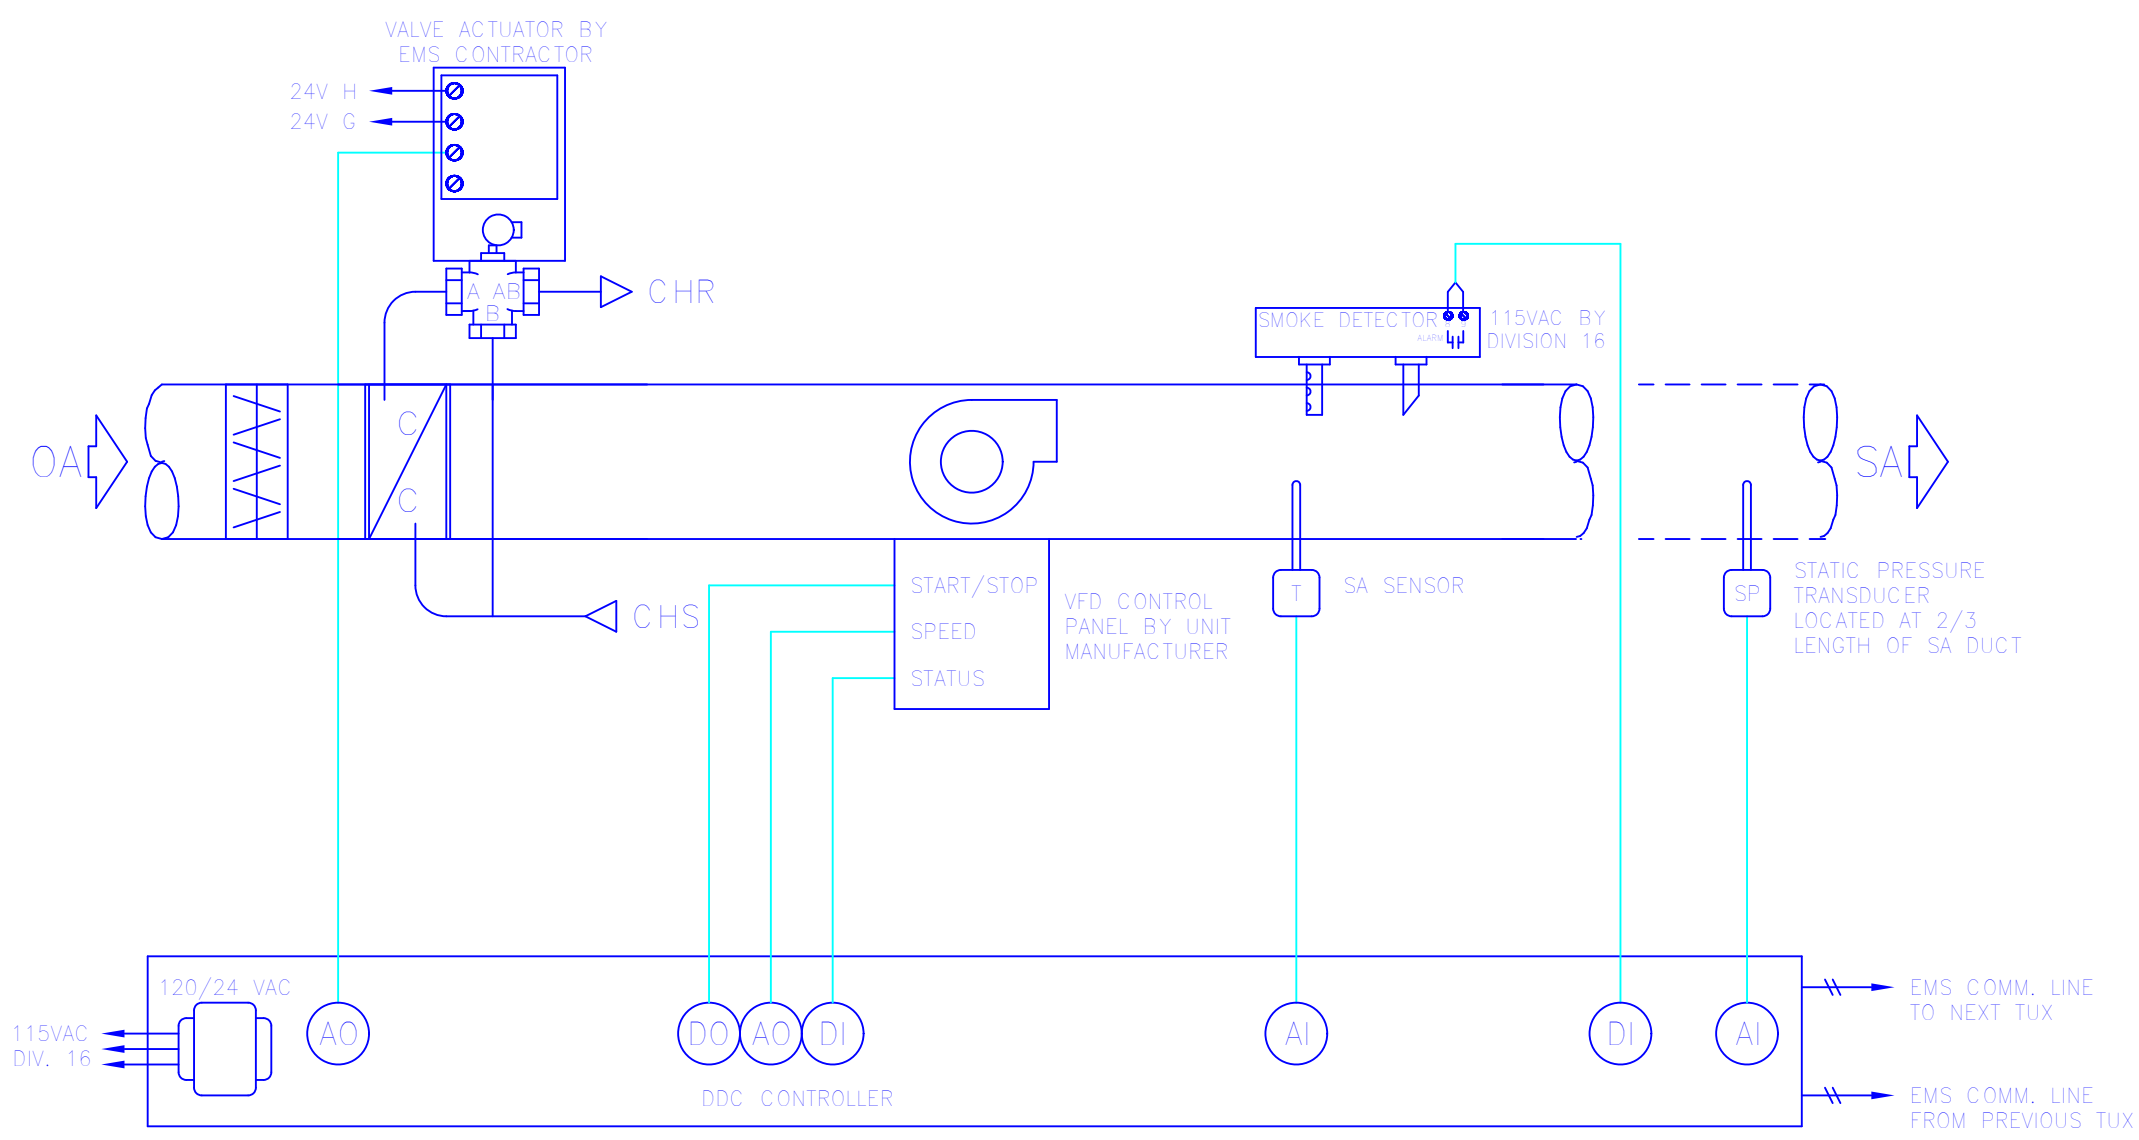 VALVE ACTUATOR BY
EMS CONTRACTOR
24V H
24V G
A AB
B
CHR
SMOKE DETECTOR
ALARM
115VAC BY
DIVISION 16
C
C
OA
SA
CHS
START/STOP
SPEED
STATUS
VFD CONTROL
PANEL BY UNIT
MANUFACTURER
T
SA SENSOR
SP
STATIC PRESSURE
TRANSDUCER
LOCATED AT 2/3
LENGTH OF SA DUCT
120/24 VAC
115VAC
DIV. 16
AO
DO
AO
DI
AI
DI
AI
DDC CONTROLLER
EMS COMM. LINE
TO NEXT TUX
EMS COMM. LINE
FROM PREVIOUS TUX